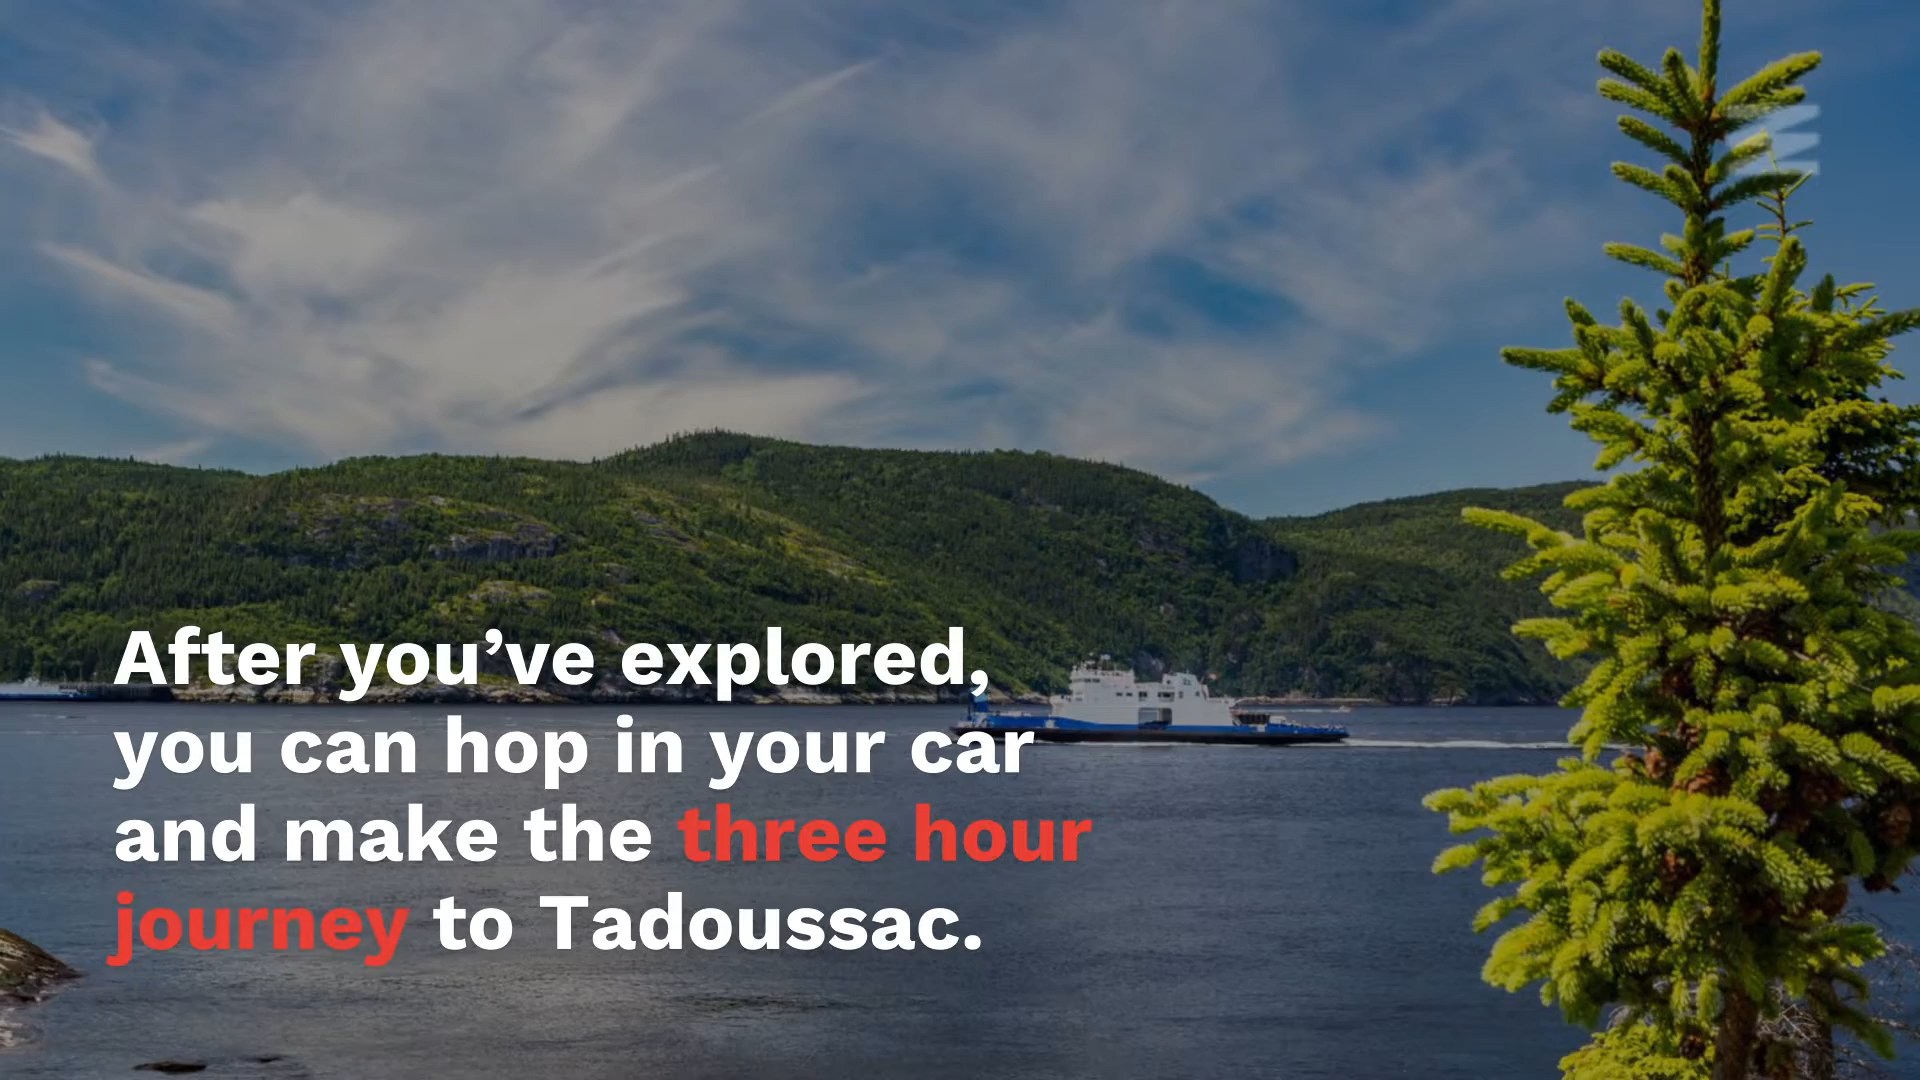 After you’ve explored,
you can hop in your car
and make the three hour
journey to Tadoussac.